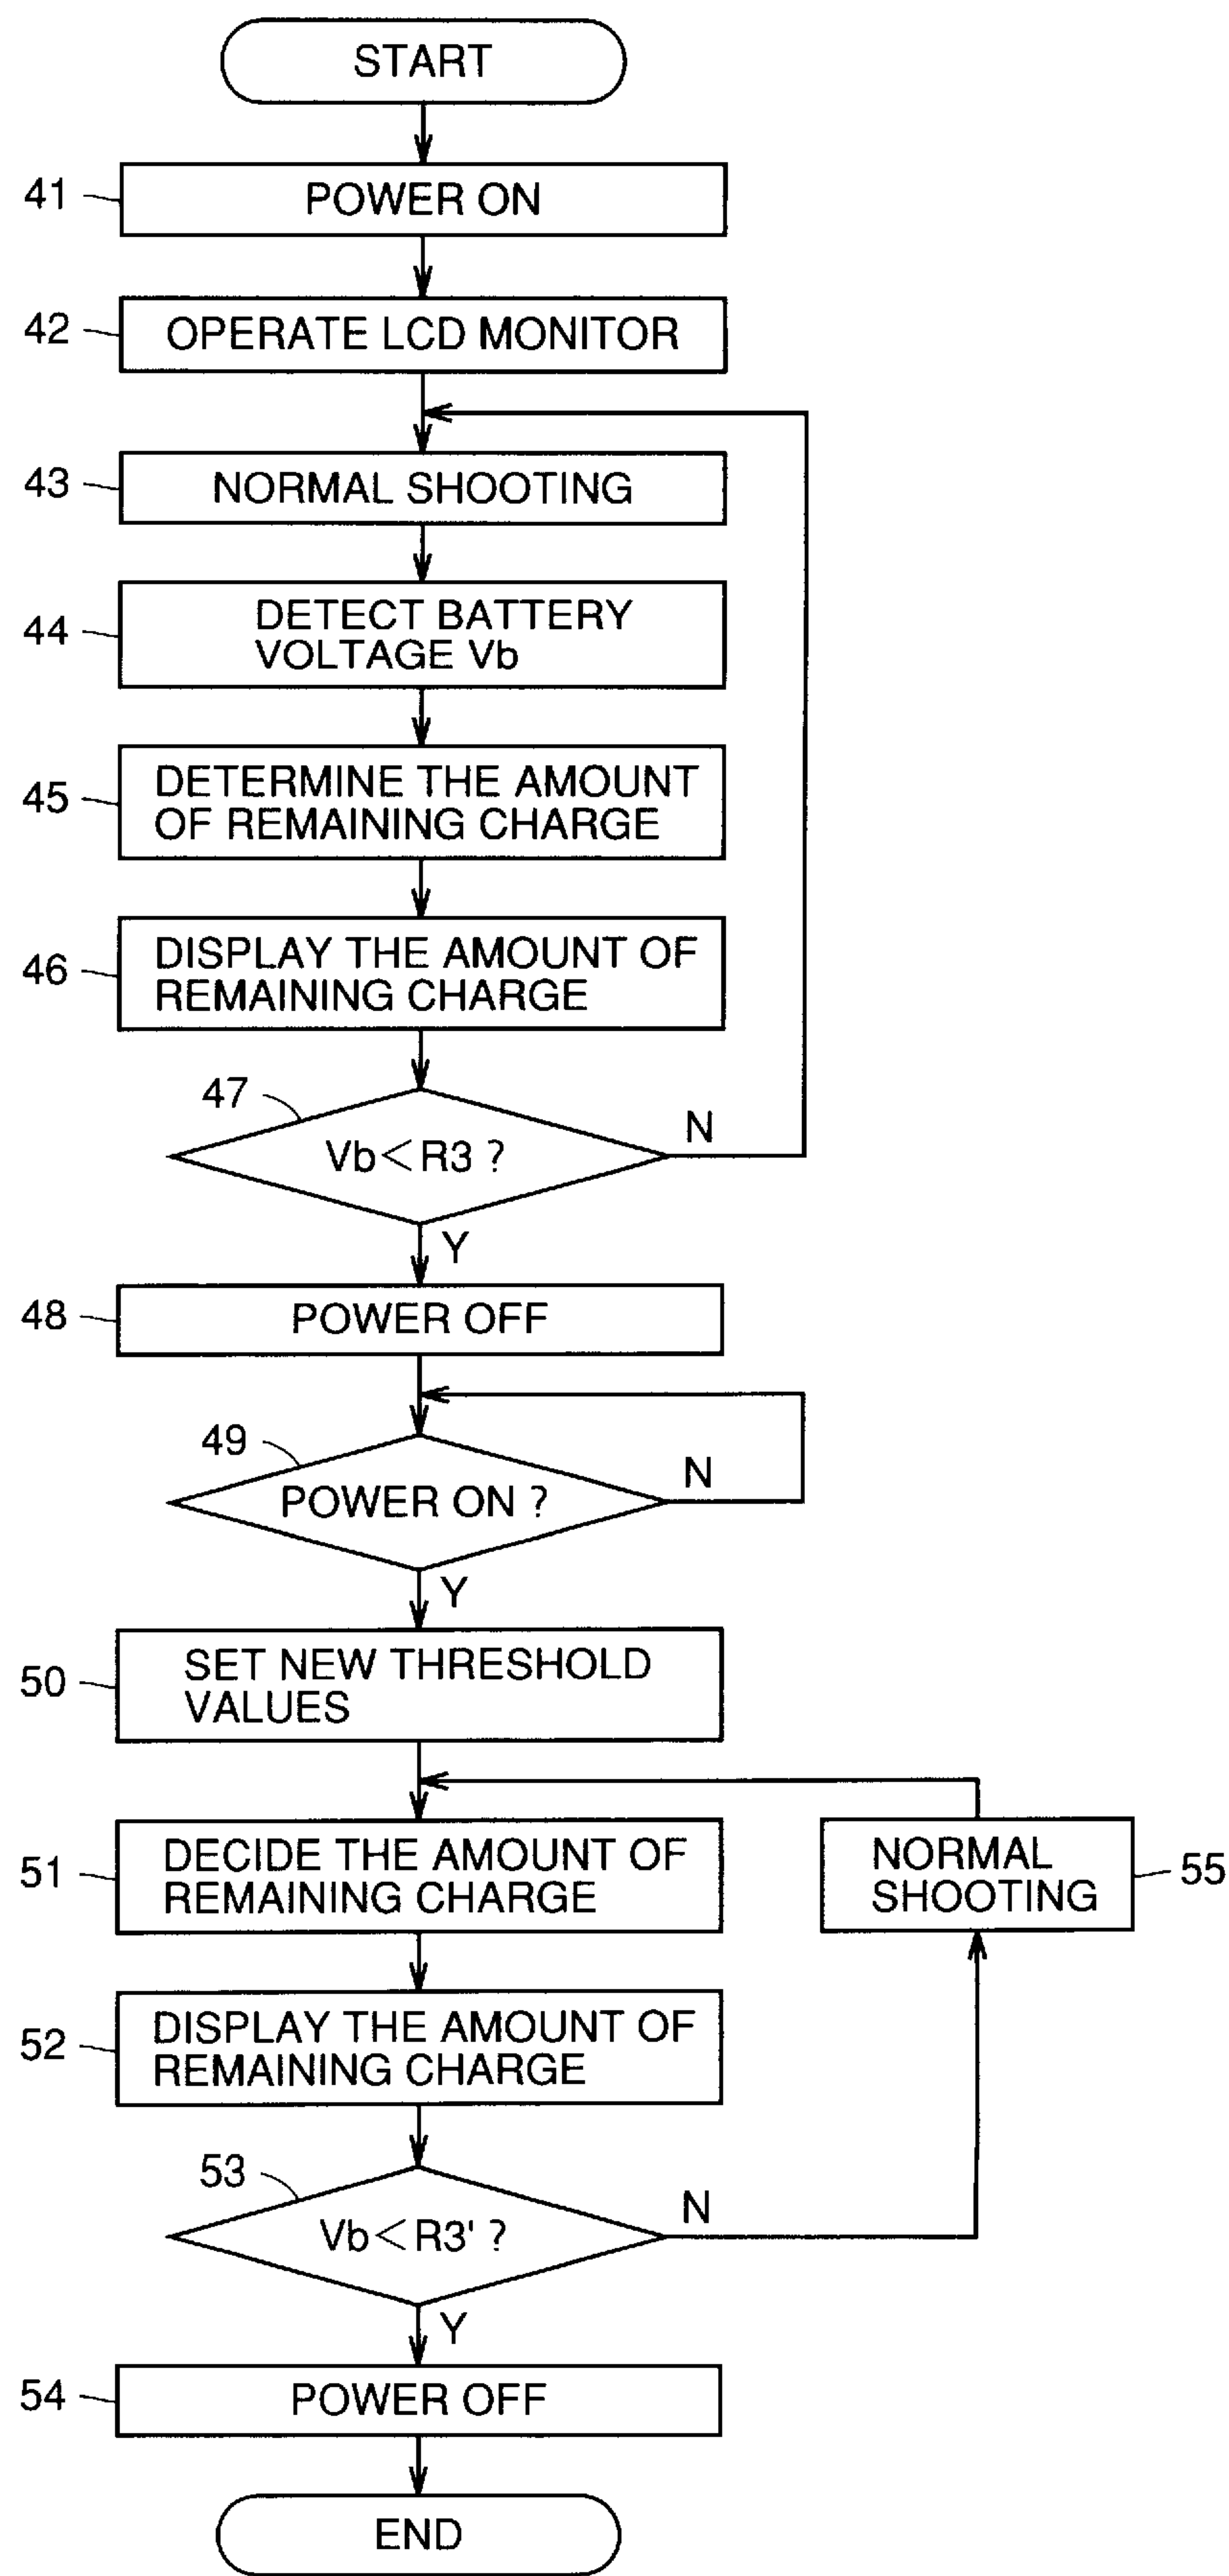 START
41
POWER ON
42
OPERATE LCD MONITOR
43
NORMAL SHOOTING
44
DETECT BATTERY
VOLTAGE Vb
45
DETERMINE THE AMOUNT
OF REMAINING CHARGE
46
DISPLAY THE AMOUNT OF
REMAINING CHARGE
47
Vb<R3 ?
N
Y
48
POWER OFF
49
POWER ON ?
N
Y
50
SET NEW THRESHOLD
VALUES
51
DECIDE THE AMOUNT OF
REMAINING CHARGE
NORMAL
SHOOTING
55
52
DISPLAY THE AMOUNT OF
REMAINING CHARGE
53
Vb<R3' ?
N
Y
54
POWER OFF
END